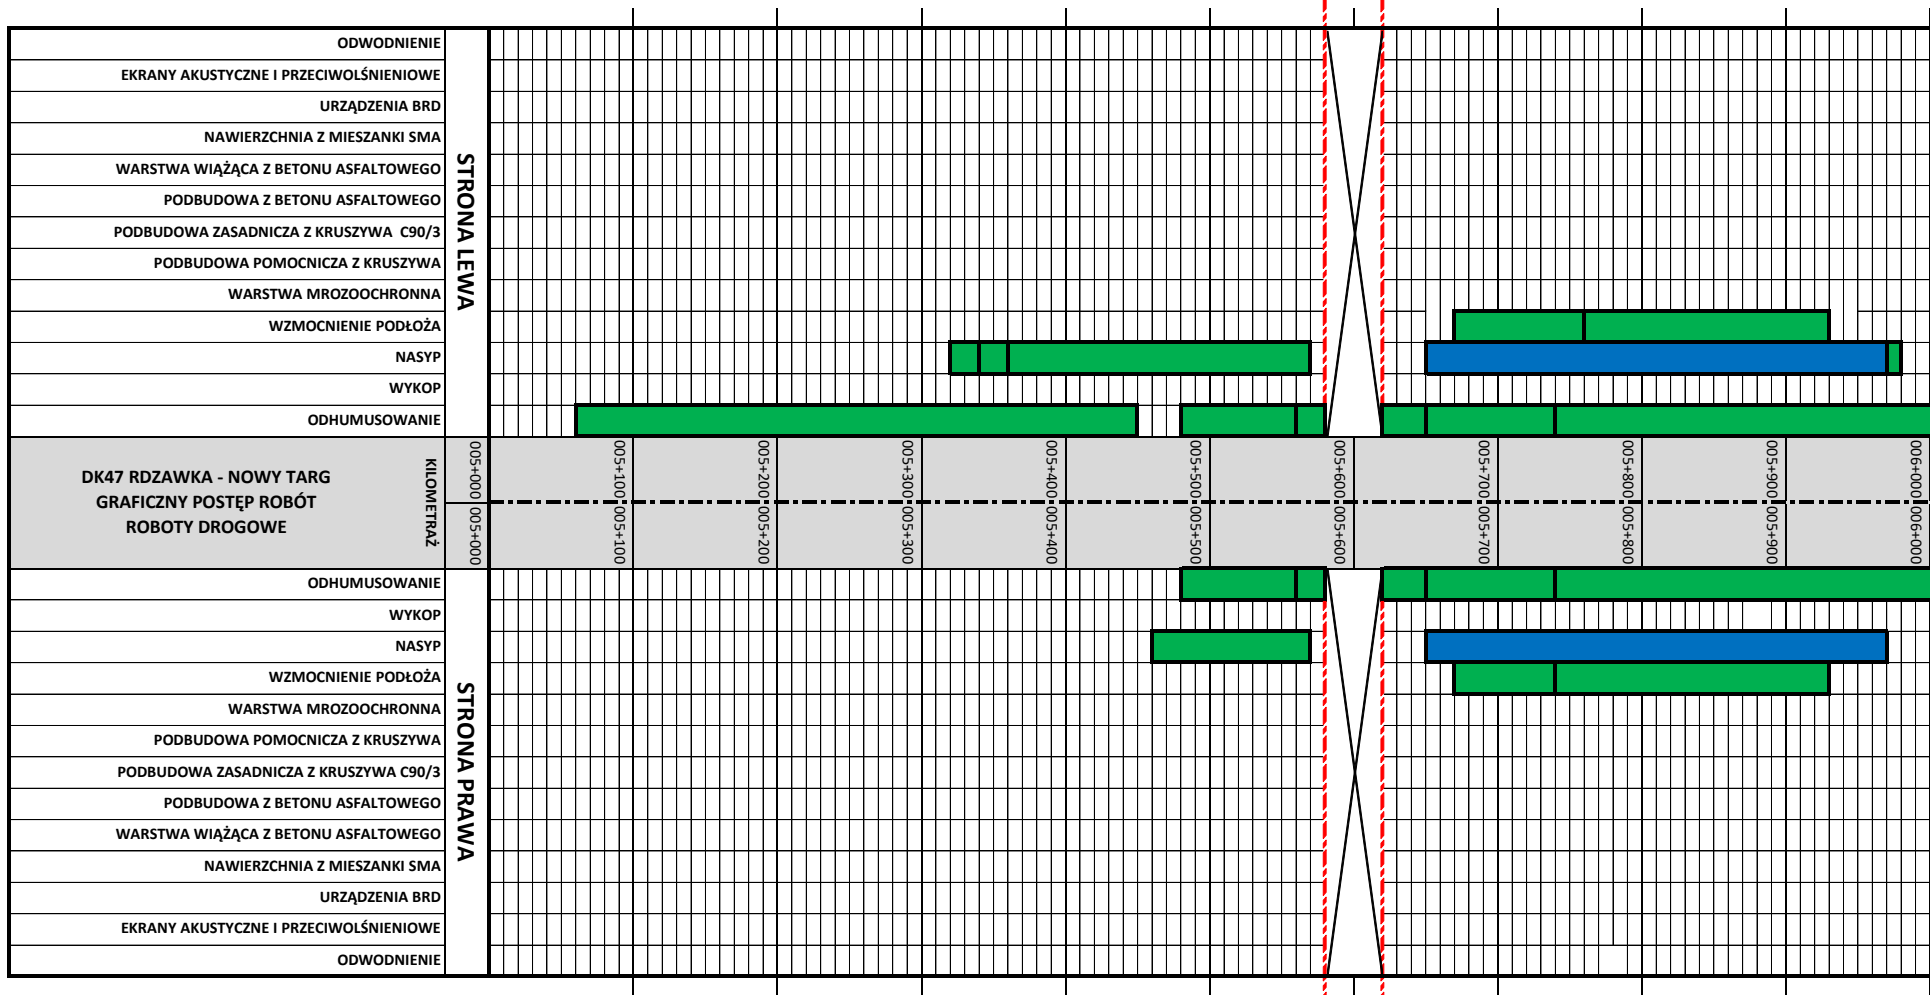 ODWODNIENIE
EKRANY AKUSTYCZNE I PRZECIWOLŚNIENIOWE
URZĄDZENIA BRD
NAWIERZCHNIA Z MIESZANKI SMA
WARSTWA WIĄŻĄCA Z BETONU ASFALTOWEGO
PODBUDOWA Z BETONU ASFALTOWEGO
PODBUDOWA ZASADNICZA Z KRUSZYWA C90/3
PODBUDOWA POMOCNICZA Z KRUSZYWA
WARSTWA MROZOOCHRONNA
WZMOCNIENIE PODŁOŻA
NASYP
WYKOP
ODHUMUSOWANIE
STRONA LEWA
DK47 RDZAWKA - NOWY TARG
GRAFICZNY POSTĘP ROBÓT
ROBOTY DROGOWE
KILOMETRAŻ
005+000 005+100 005+200 005+300 005+400 005+500 005+600 005+700 005+800 005+900 006+000
005+000 005+100 005+200 005+300 005+400 005+500 005+600 005+700 005+800 005+900 006+000
ODHUMUSOWANIE
WYKOP
NASYP
WZMOCNIENIE PODŁOŻA
WARSTWA MROZOOCHRONNA
PODBUDOWA POMOCNICZA Z KRUSZYWA
PODBUDOWA ZASADNICZA Z KRUSZYWA C90/3
PODBUDOWA Z BETONU ASFALTOWEGO
WARSTWA WIĄŻĄCA Z BETONU ASFALTOWEGO
NAWIERZCHNIA Z MIESZANKI SMA
URZĄDZENIA BRD
EKRANY AKUSTYCZNE I PRZECIWOLŚNIENIOWE
ODWODNIENIE
STRONA PRAWA